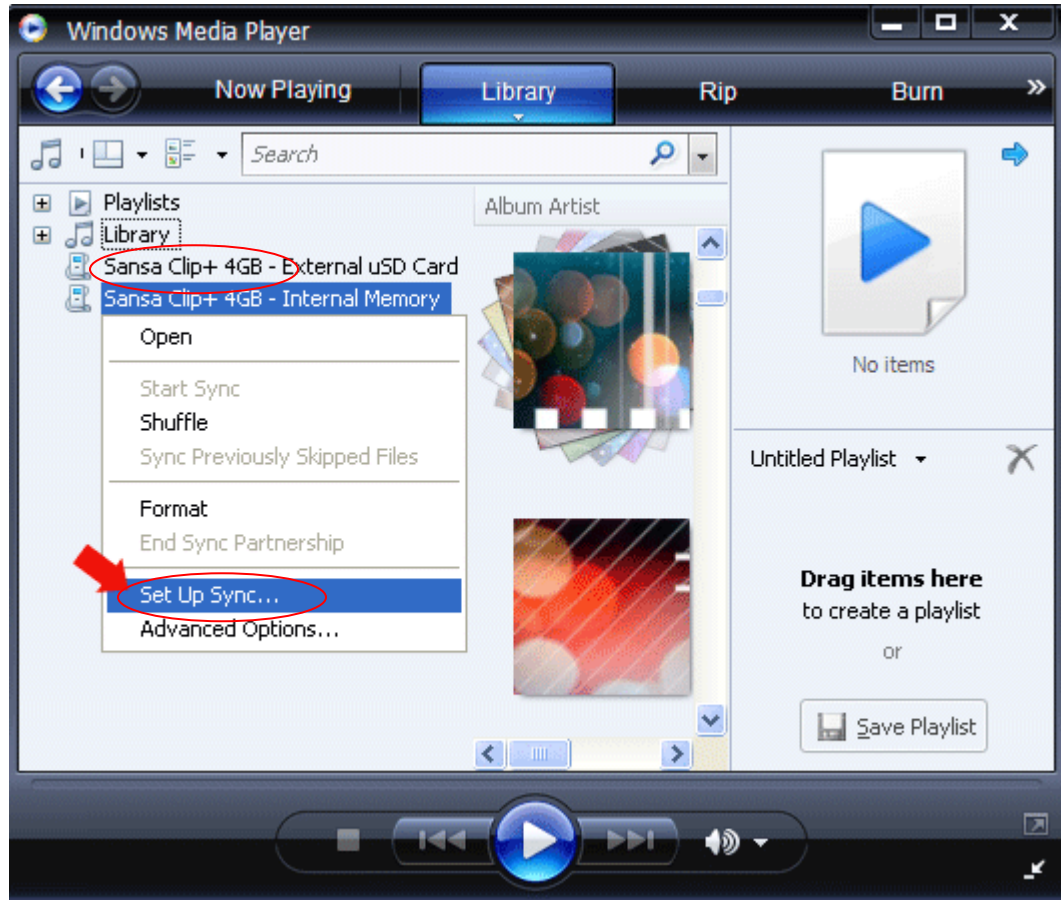 Windows Media Player
Now Playing
Library
Rip
Burn
»
Search
Playlists
Library
Sansa Clip+ 4GB - External uSD Card
Sansa Clip+ 4GB - Internal Memory
Open
Start Sync
Shuffle
Sync Previously Skipped Files
Format
End Sync Partnership
Set Up Sync...
Advanced Options...
Album Artist
No items
Untitled Playlist
Drag items here
to create a playlist
or
Save Playlist